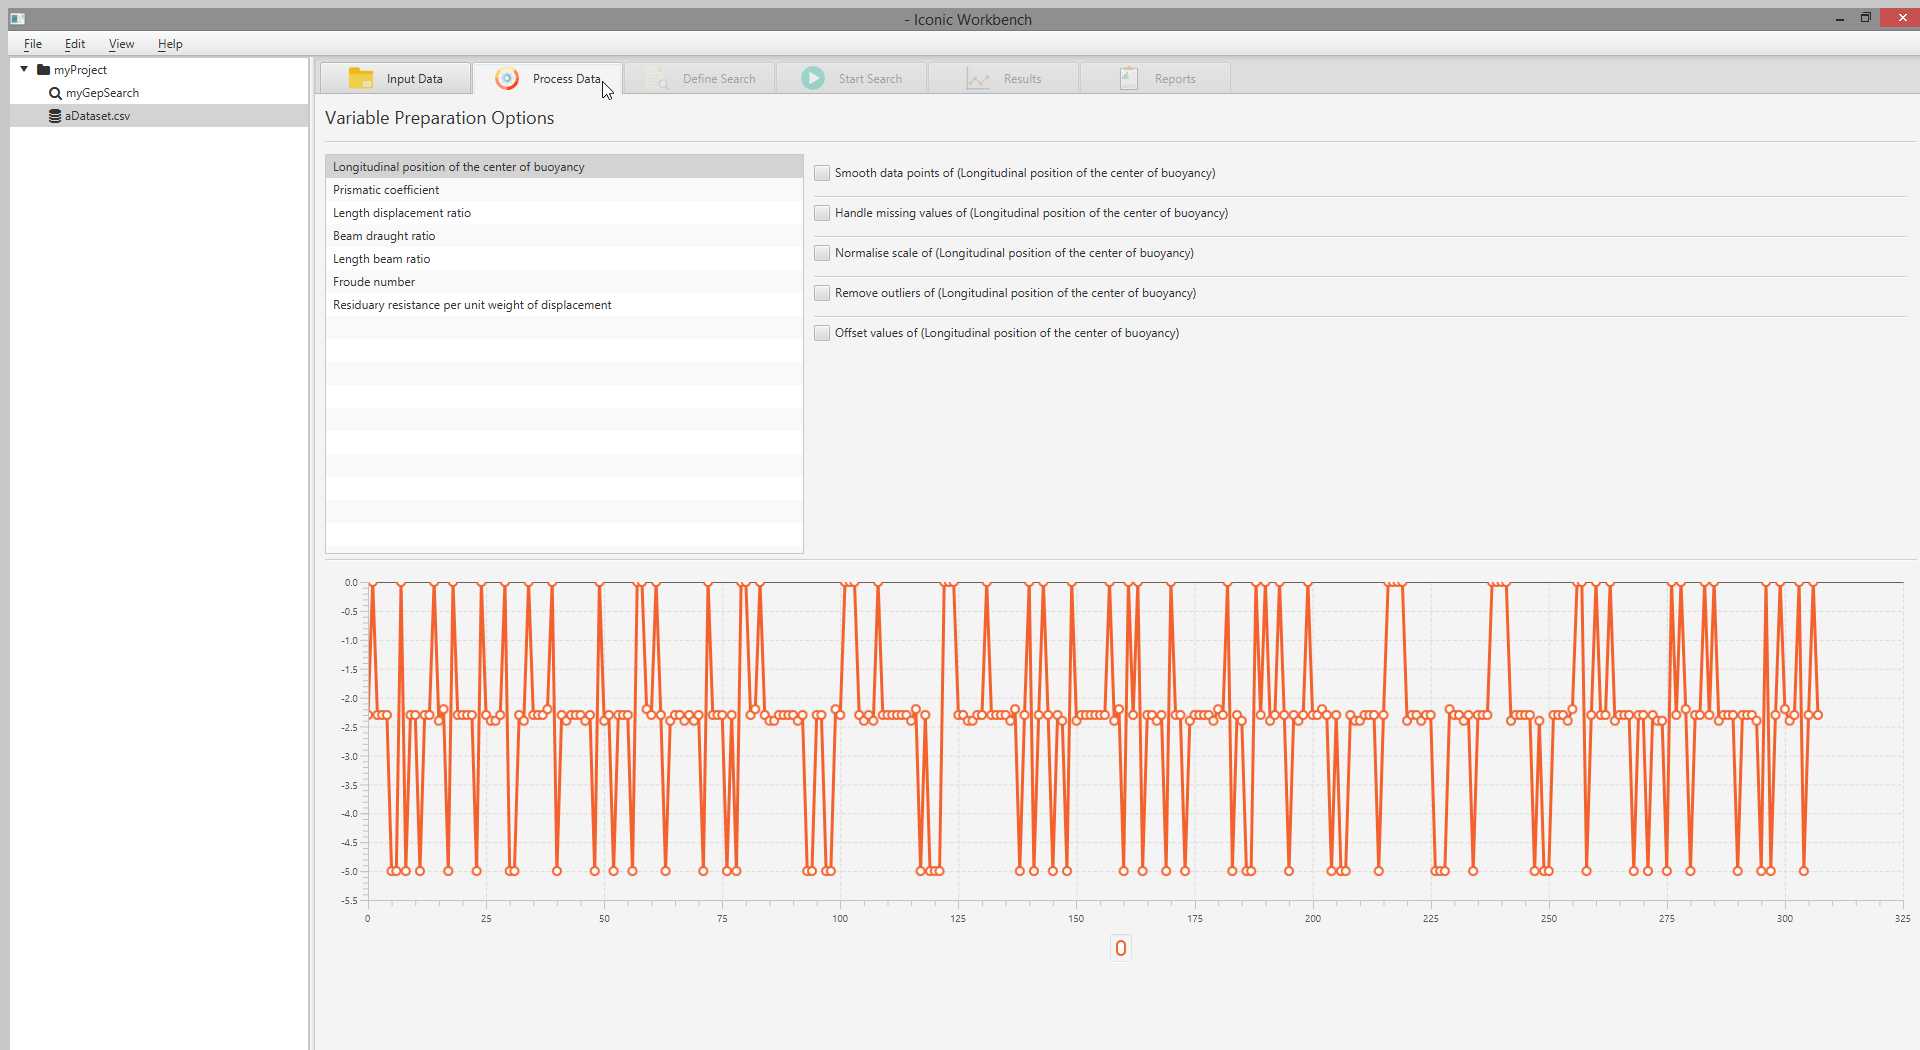 - Iconic Workbench
File Edit View Help
myProject
myGepSearch
aDataset.csv
Input Data Process Data Define Search Start Search Results Reports
Variable Preparation Options
Longitudinal position of the center of buoyancy
Prismatic coefficient
Length displacement ratio
Beam draught ratio
Length beam ratio
Froude number
Residuary resistance per unit weight of displacement
Smooth data points of (Longitudinal position of the center of buoyancy)
Handle missing values of (Longitudinal position of the center of buoyancy)
Normalise scale of (Longitudinal position of the center of buoyancy)
Remove outliers of (Longitudinal position of the center of buoyancy)
Offset values of (Longitudinal position of the center of buoyancy)
0.0
-0.5
-1.0
-1.5
-2.0
-2.5
-3.0
-3.5
-4.0
-4.5
-5.0
-5.5
0 25 50 75 100 125 150 175 200 225 250 275 300 325